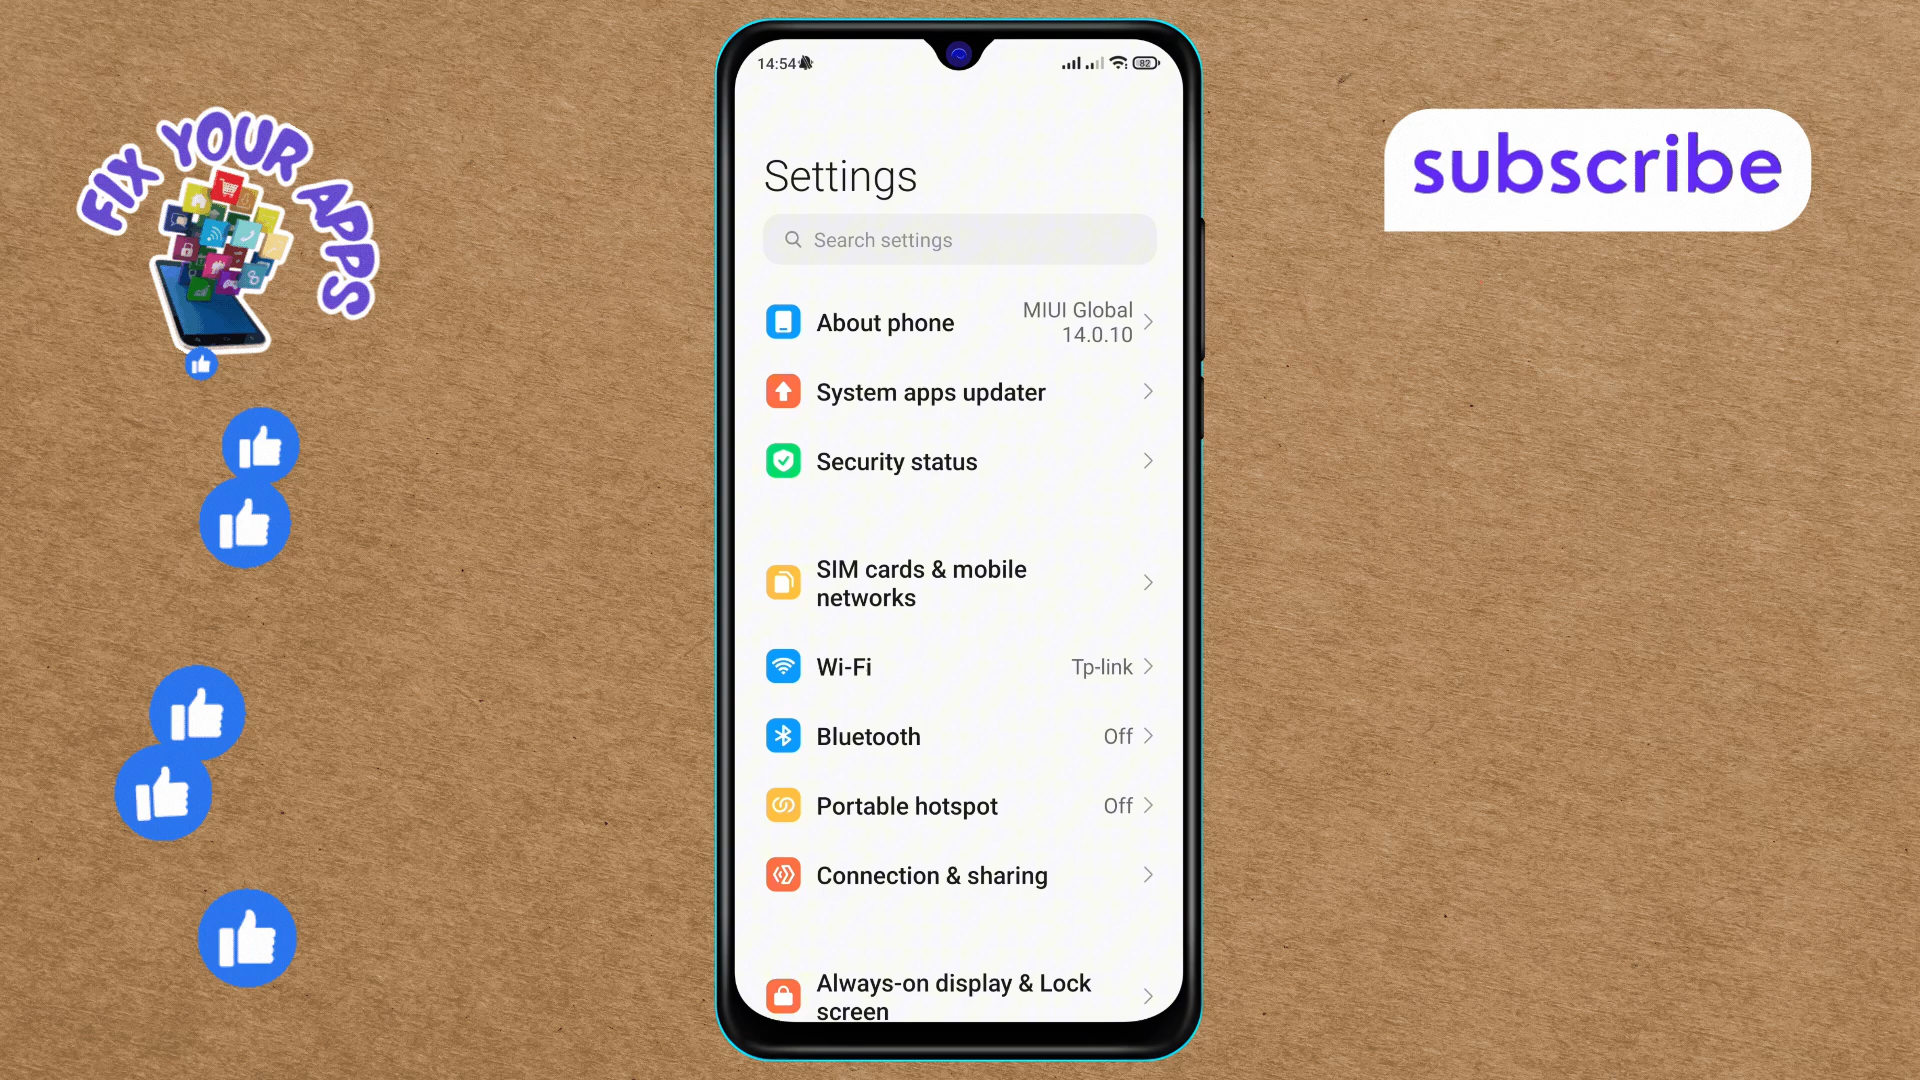 FIX YOUR APPS
subscribe
14:54
82
Settings
Search settings
About phone
MIUI Global
14.0.10
System apps updater
Security status
SIM cards & mobile
networks
Wi-Fi
Tp-link
Bluetooth
Off
Portable hotspot
Off
Connection & sharing
Always-on display & Lock
screen